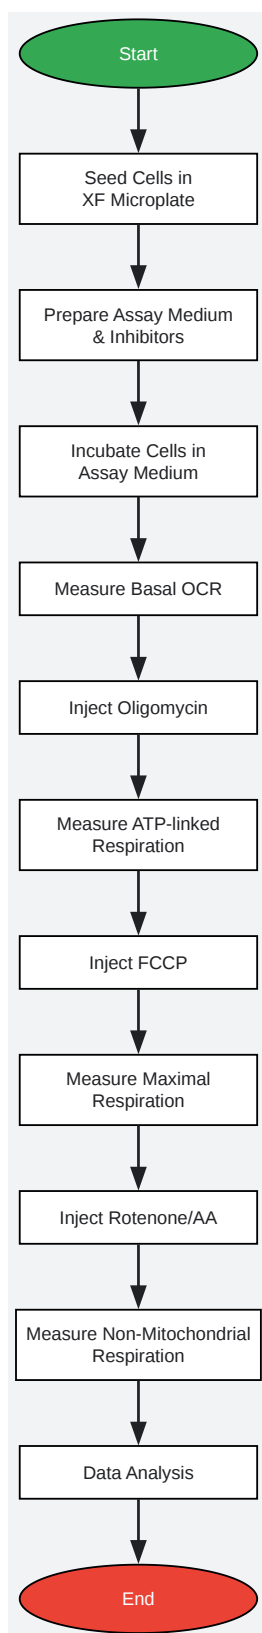 Start
Seed Cells in
XF Microplate
Prepare Assay Medium
& Inhibitors
Incubate Cells in
Assay Medium
Measure Basal OCR
Inject Oligomycin
Measure ATP-linked
Respiration
Inject FCCP
Measure Maximal
Respiration
Inject Rotenone/AA
Measure Non-Mitochondrial
Respiration
Data Analysis
End